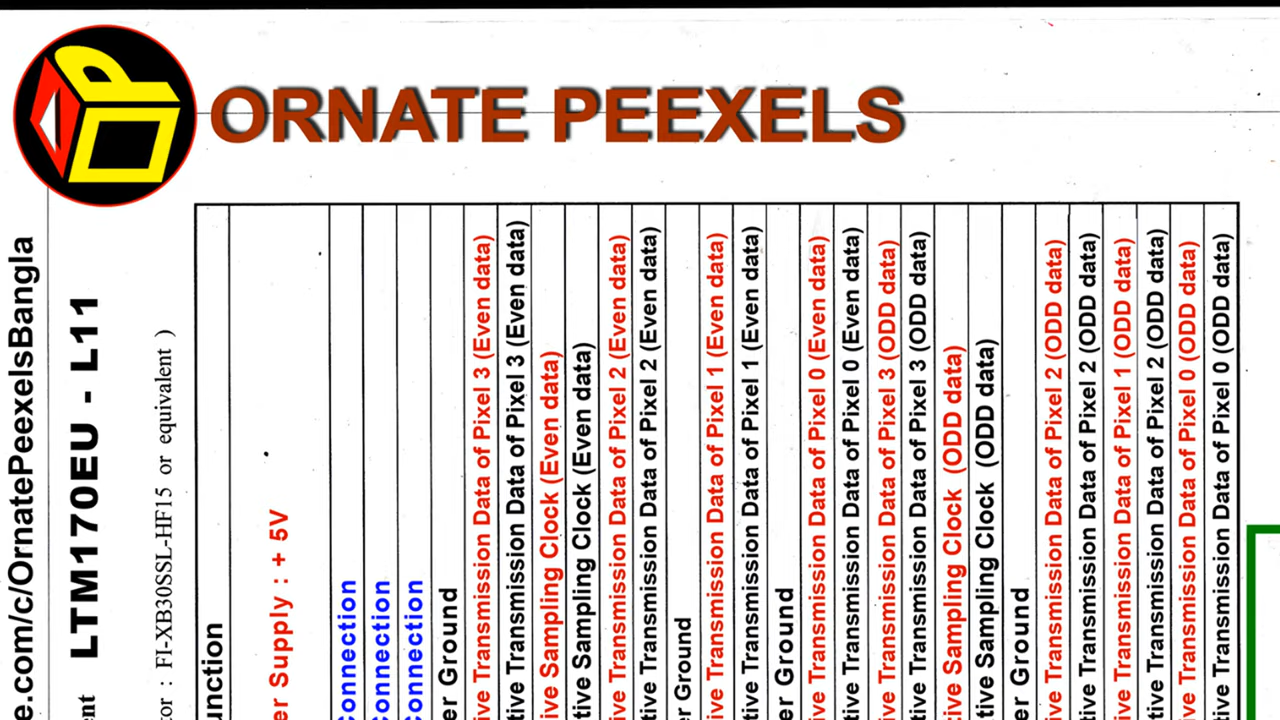 ORNATE PEEXELS
e.com/c/OrnatePeexelsBangla
LTM170EU - L11
: FI-XB30SSL-HF15 or equivalent )
unction
er Supply : + 5V
Connection
Connection
Connection
er Ground
ive Transmission Data of Pixel 3 (Even data)
tive Transmission Data of Pixel 3 (Even data)
ive Sampling Clock (Even data)
tive Sampling Clock (Even data)
ive Transmission Data of Pixel 2 (Even data)
tive Transmission Data of Pixel 2 (Even data)
er Ground
ive Transmission Data of Pixel 1 (Even data)
tive Transmission Data of Pixel 1 (Even data)
er Ground
ive Transmission Data of Pixel 0 (Even data)
tive Transmission Data of Pixel 0 (Even data)
ive Transmission Data of Pixel 3 (ODD data)
tive Transmission Data of Pixel 3 (ODD data)
tive Sampling Clock (ODD data)
tive Sampling Clock (ODD data)
er Ground
ive Transmission Data of Pixel 2 (ODD data)
tive Transmission Data of Pixel 2 (ODD data)
ive Transmission Data of Pixel 1 (ODD data)
tive Transmission Data of Pixel 2 (ODD data)
ive Transmission Data of Pixel 0 (ODD data)
tive Transmission Data of Pixel 0 (ODD data)